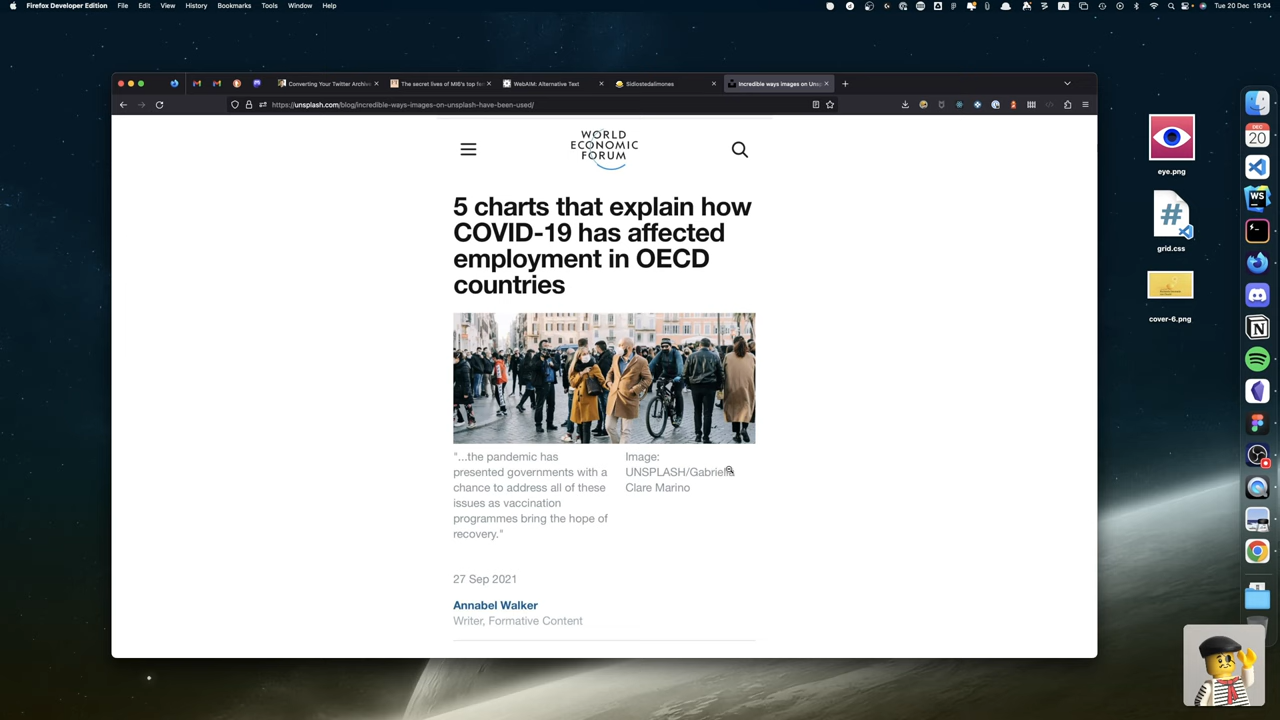 Firefox Developer Edition File Edit View History Bookmarks Tools Window Help
Tue 20 Dec 19:04
Converting Your Twitter Archiv
The secret lives of MI6's top fe
WebAIM: Alternative Text
Sidiostedalimones
Incredible ways images on Uns
https://unsplash.com/blog/incredible-ways-images-on-unsplash-have-been-used/
WORLD
ECONOMIC
FORUM
5 charts that explain how
COVID-19 has affected
employment in OECD
countries
"...the pandemic has
presented governments with a
chance to address all of these
issues as vaccination
programmes bring the hope of
recovery."
Image:
UNSPLASH/Gabriella
Clare Marino
27 Sep 2021
Annabel Walker
Writer, Formative Content
eye.png
#
grid.css
cover-6.png
DEC
20
WS